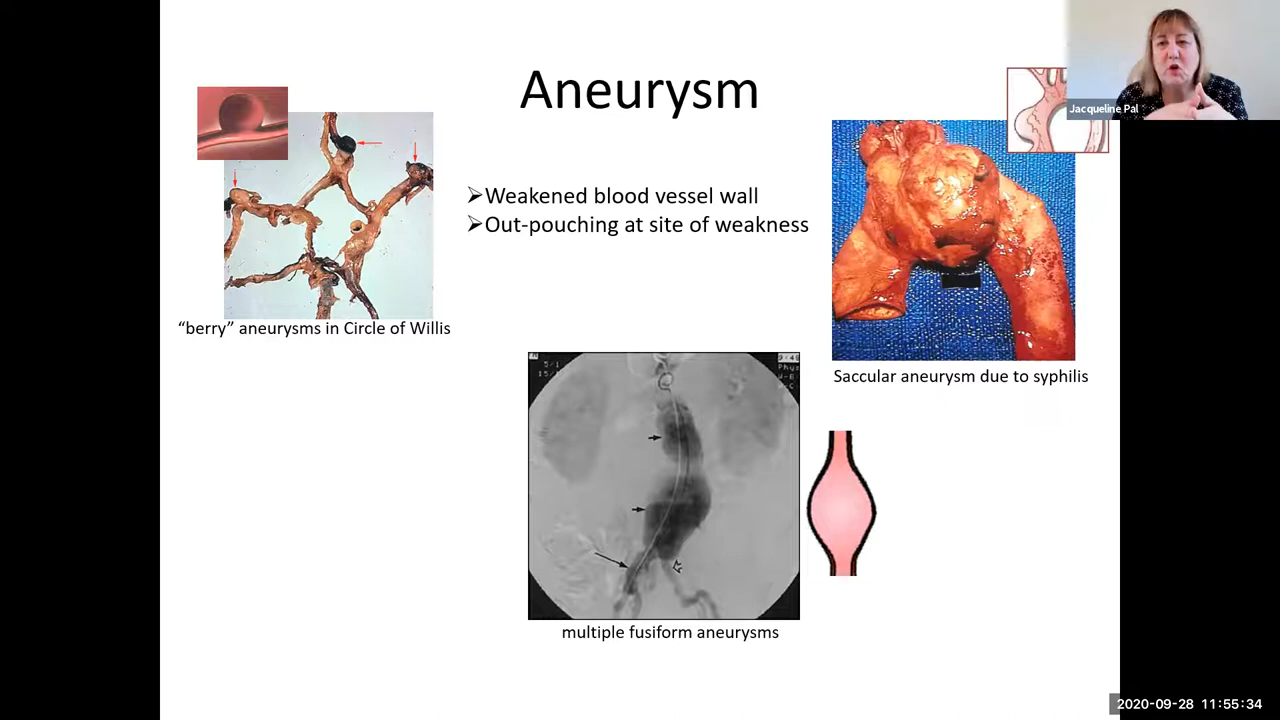 Aneurysm
Jacqueline Pal
➢Weakened blood vessel wall
➢Out-pouching at site of weakness
“berry” aneurysms in Circle of Willis
Saccular aneurysm due to syphilis
multiple fusiform aneurysms
2020-09-28 11:55:34